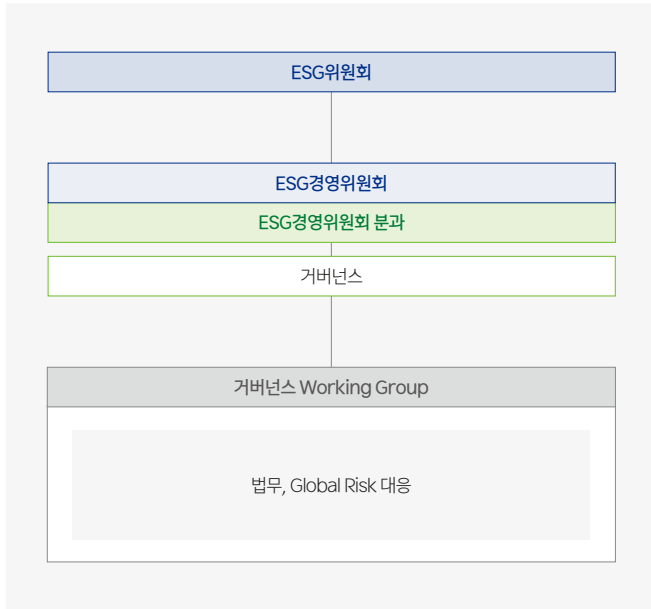 ESG위원회
ESG경영위원회
ESG경영위원회 분과
거버넌스
거버넌스 Working Group
법무, Global Risk 대응